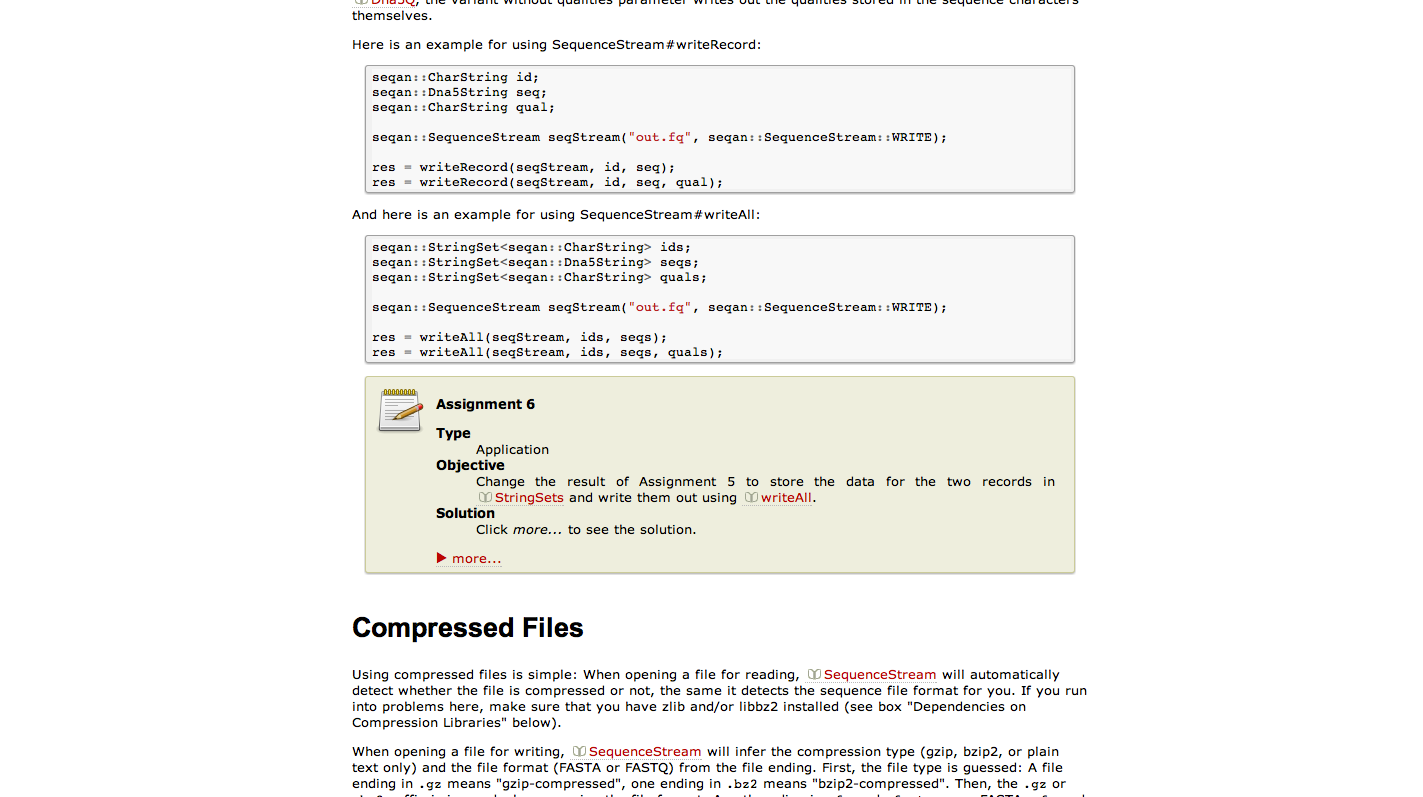 Dna5Q, the variant without qualities parameter writes out the qualities stored in the sequence characters
themselves.
Here is an example for using SequenceStream#writeRecord:
seqan::CharString id;
seqan::Dna5String seq;
seqan::CharString qual;
seqan::SequenceStream seqStream("out.fq", seqan::SequenceStream::WRITE);
res = writeRecord(seqStream, id, seq);
res = writeRecord(seqStream, id, seq, qual);
And here is an example for using SequenceStream#writeAll:
seqan::StringSet<seqan::CharString> ids;
seqan::StringSet<seqan::Dna5String> seqs;
seqan::StringSet<seqan::CharString> quals;
seqan::SequenceStream seqStream("out.fq", seqan::SequenceStream::WRITE);
res = writeAll(seqStream, ids, seqs);
res = writeAll(seqStream, ids, seqs, quals);
Assignment 6
Type
Application
Objective
Change the result of Assignment 5 to store the data for the two records in
StringSets and write them out using writeAll.
Solution
Click more... to see the solution.
more...
Compressed Files
Using compressed files is simple: When opening a file for reading, SequenceStream will automatically
detect whether the file is compressed or not, the same it detects the sequence file format for you. If you run
into problems here, make sure that you have zlib and/or libbz2 installed (see box "Dependencies on
Compression Libraries" below).
When opening a file for writing, SequenceStream will infer the compression type (gzip, bzip2, or plain
text only) and the file format (FASTA or FASTQ) from the file ending. First, the file type is guessed: A file
ending in .gz means "gzip-compressed", one ending in .bz2 means "bzip2-compressed". Then, the .gz or